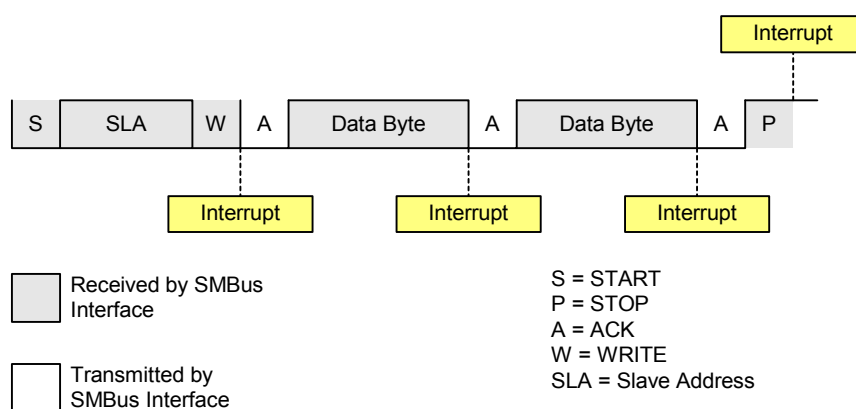 Interrupt
S SLA W A Data Byte A Data Byte A P
Interrupt Interrupt Interrupt
Received by SMBus
Interface
Transmitted by
SMBus Interface
S = START
P = STOP
A = ACK
W = WRITE
SLA = Slave Address